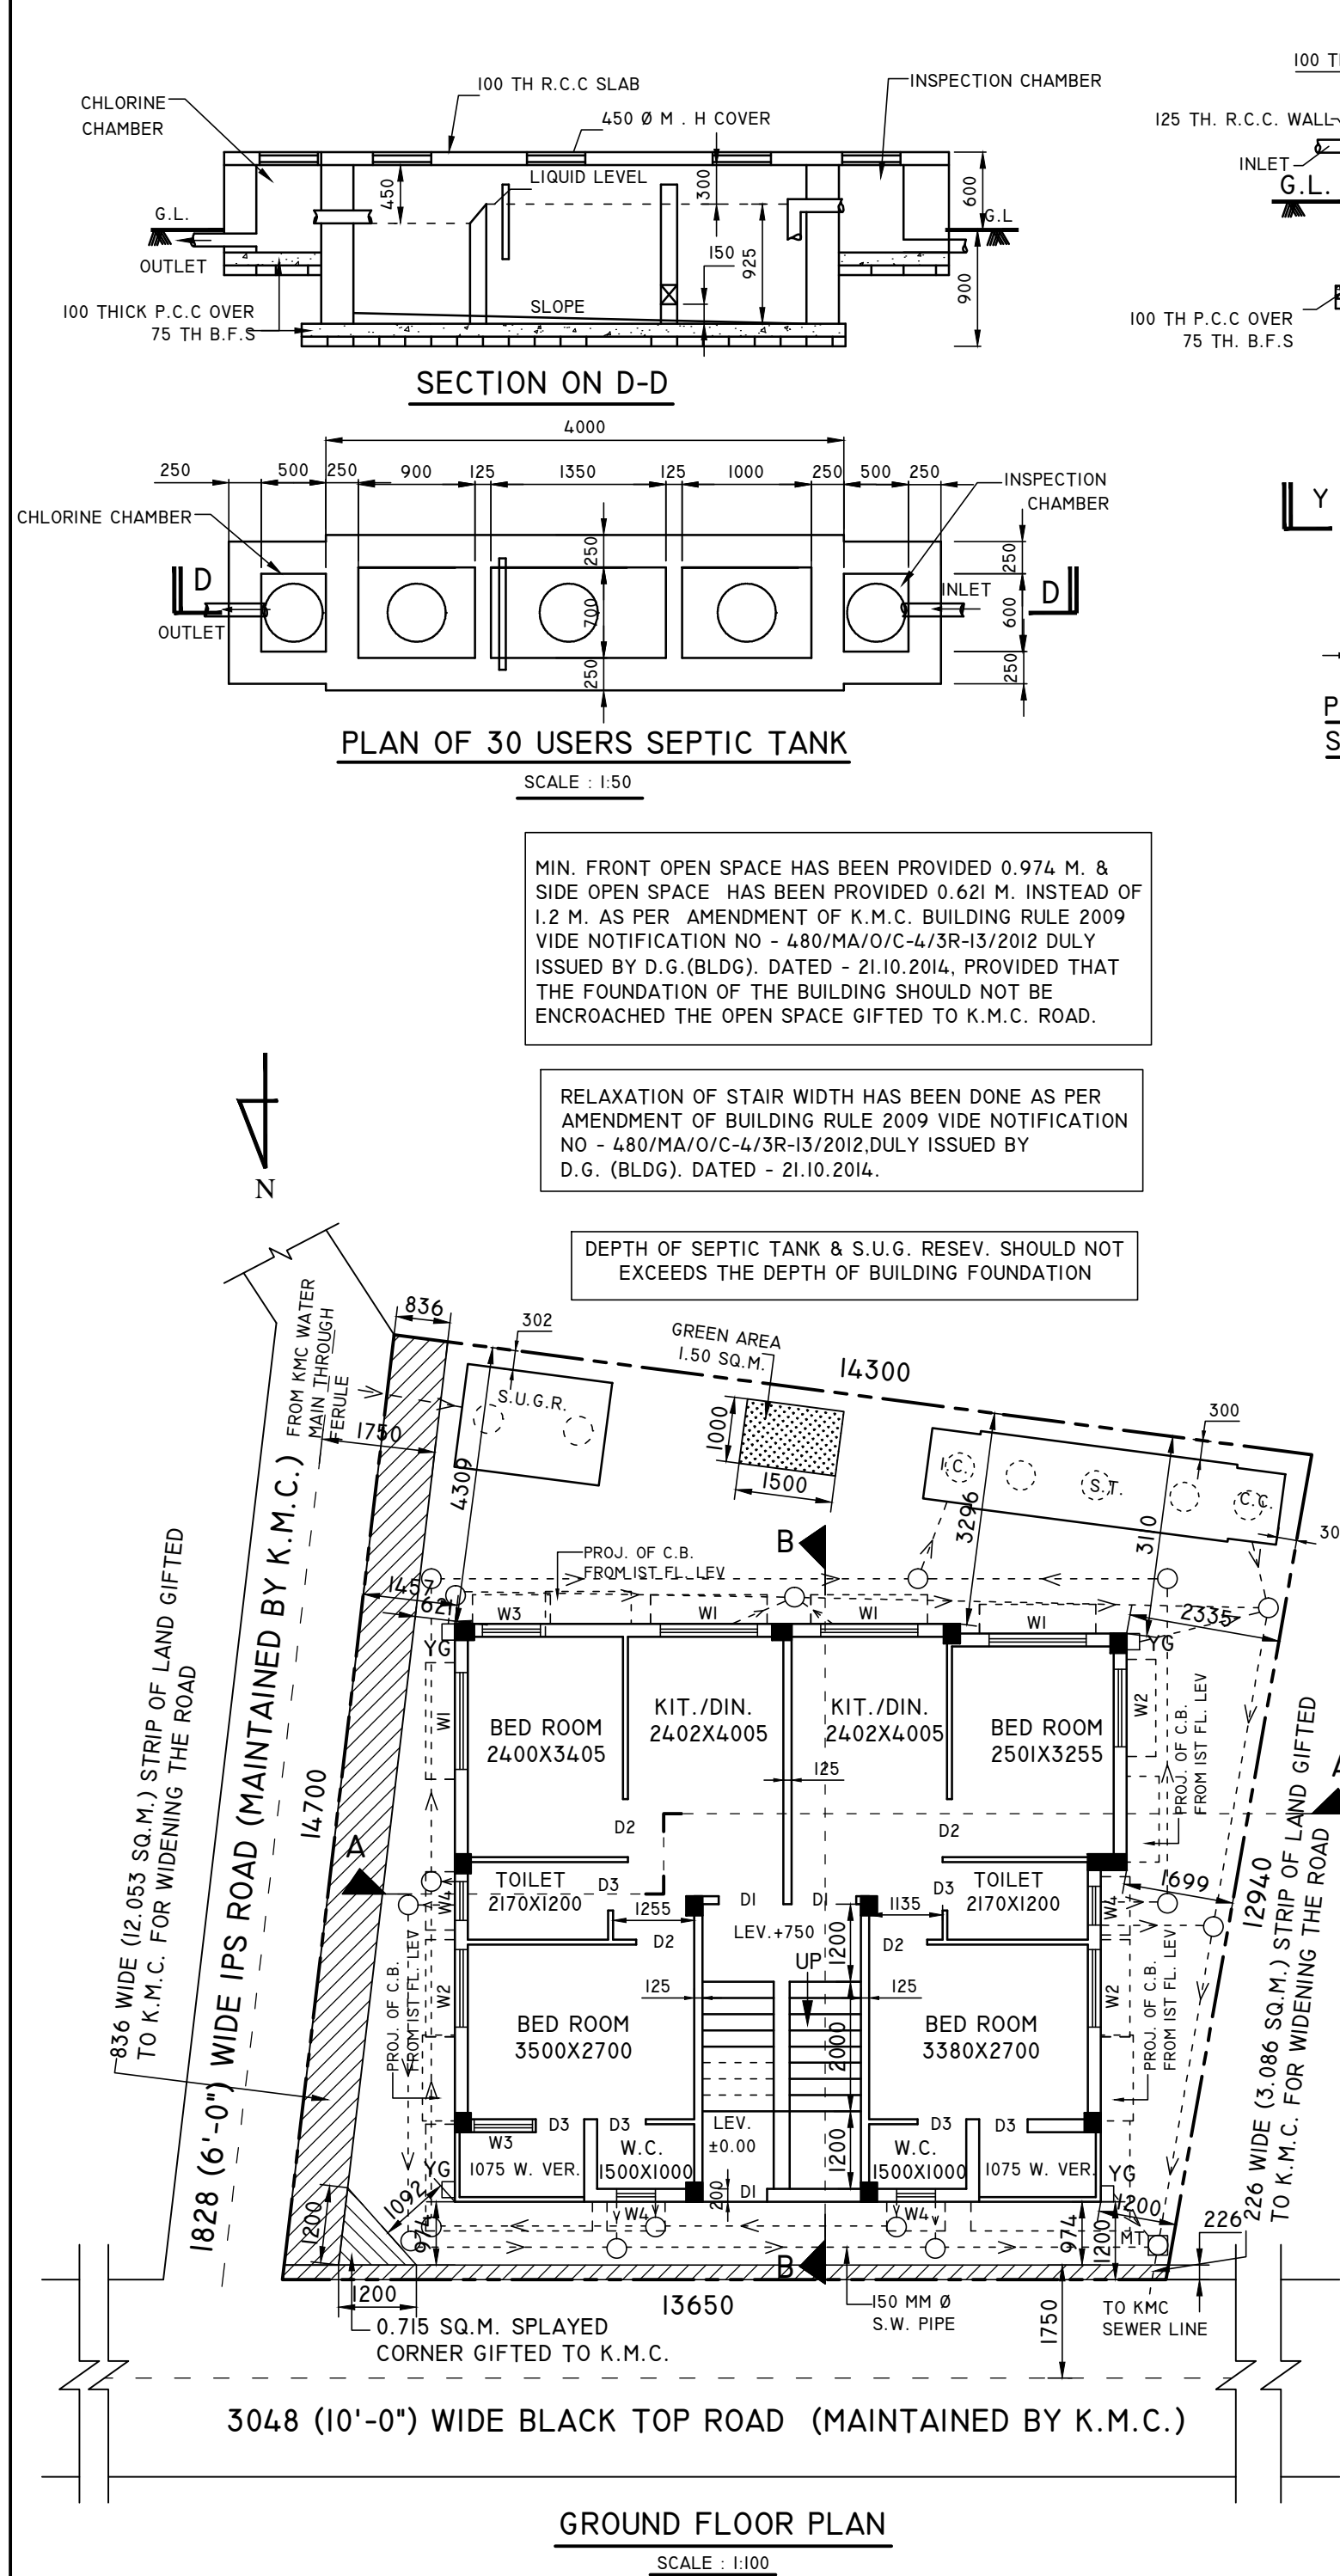 100 TH R.C.C SLAB
INSPECTION CHAMBER
CHLORINE
CHAMBER
450 Ø M . H COVER
LIQUID LEVEL
450
300
600
G.L.
G.L
OUTLET
150
925
900
100 THICK P.C.C OVER
75 TH B.F.S
SLOPE
SECTION ON D-D
125 TH. R.C.C. WALL
INLET
G.L.
100 TH P.C.C OVER
75 TH. B.F.S
4000
250
500
250
900
125
1350
125
1000
250
500
250
INSPECTION
CHAMBER
CHLORINE CHAMBER
Y
250
250
D
INLET
D
700
600
OUTLET
250
250
PLAN OF 30 USERS SEPTIC TANK
SCALE : 1:50
MIN. FRONT OPEN SPACE HAS BEEN PROVIDED 0.974 M. &
SIDE OPEN SPACE HAS BEEN PROVIDED 0.621 M. INSTEAD OF
1.2 M. AS PER AMENDMENT OF K.M.C. BUILDING RULE 2009
VIDE NOTIFICATION NO - 480/MA/O/C-4/3R-13/2012 DULY
ISSUED BY D.G.(BLDG). DATED - 21.10.2014, PROVIDED THAT
THE FOUNDATION OF THE BUILDING SHOULD NOT BE
ENCROACHED THE OPEN SPACE GIFTED TO K.M.C. ROAD.
N
RELAXATION OF STAIR WIDTH HAS BEEN DONE AS PER
AMENDMENT OF BUILDING RULE 2009 VIDE NOTIFICATION
NO - 480/MA/O/C-4/3R-13/2012,DULY ISSUED BY
D.G. (BLDG). DATED - 21.10.2014.
DEPTH OF SEPTIC TANK & S.U.G. RESEV. SHOULD NOT
EXCEEDS THE DEPTH OF BUILDING FOUNDATION
836
302
GREEN AREA
1.50 SQ.M.
14300
FROM KMC WATER
MAIN THROUGH
FERULE
S.U.G.R.
1750
4309
1000
1500
300
I.C.
S.T.
C.C.
3296
3110
B
PROJ. OF C.B.
FROM IST FL. LEV
1457
621
2335
W3
W1
W1
W1
YG
YG
W1
W2
KIT./DIN.
2402X4005
KIT./DIN.
2402X4005
BED ROOM
2400X3405
BED ROOM
2501X3255
PROJ. OF C.B.
FROM IST FL. LEV
125
D2
D2
14700
A
TOILET
2170X1200
D3
D3
TOILET
2170X1200
1699
12940
W4
W4
1255
D1
D1
1135
LEV.+750
D2
D2
1200
UP
125
125
W2
W2
PROJ. OF C.B.
FROM IST FL. LEV
PROJ. OF C.B.
FROM IST FL. LEV
BED ROOM
3500X2700
BED ROOM
3380X2700
2000
836 WIDE (12.053 SQ.M.) STRIP OF LAND GIFTED
TO K.M.C. FOR WIDENING THE ROAD
1828 (6'-0") WIDE IPS ROAD (MAINTAINED BY K.M.C.)
226 WIDE (3.086 SQ.M.) STRIP OF LAND GIFTED
TO K.M.C. FOR WIDENING THE ROAD
D3
D3
LEV.
±0.00
D3
D3
W3
W.C.
1500X1000
1200
W.C.
1500X1000
1075 W. VER.
1075 W. VER.
YG
YG
1092
D1
200
W4
W4
1200
974
974
1200
1200
MT
226
B
1200
13650
150 MM Ø
S.W. PIPE
1750
TO KMC
SEWER LINE
0.715 SQ.M. SPLAYED
CORNER GIFTED TO K.M.C.
3048 (10'-0") WIDE BLACK TOP ROAD (MAINTAINED BY K.M.C.)
GROUND FLOOR PLAN
SCALE : 1:100